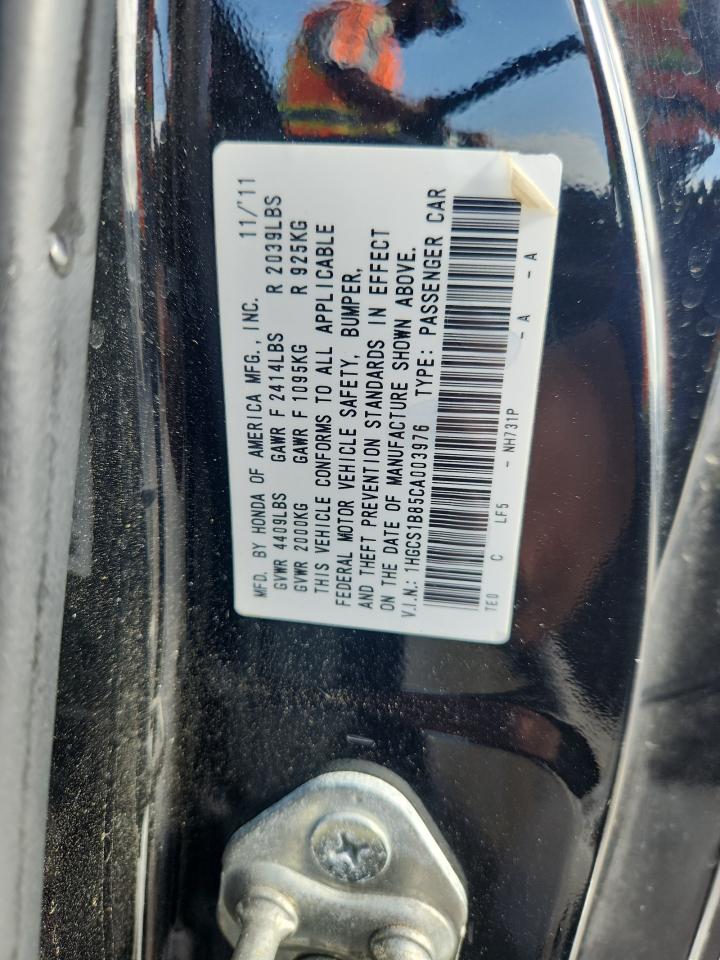 MFD. BY HONDA OF AMERICA MFG., INC. 11/'11
GVWR 4409LBS GAWR F 2414LBS R 2039LBS
GVWR 2000KG GAWR F 1095KG R 925KG
THIS VEHICLE CONFORMS TO ALL APPLICABLE
FEDERAL MOTOR VEHICLE SAFETY, BUMPER,
AND THEFT PREVENTION STANDARDS IN EFFECT
ON THE DATE OF MANUFACTURE SHOWN ABOVE.
V.I.N.: 1HGCS1B85CA003976 TYPE: PASSENGER CAR
TE0 C LF5 - NH731P - A - A